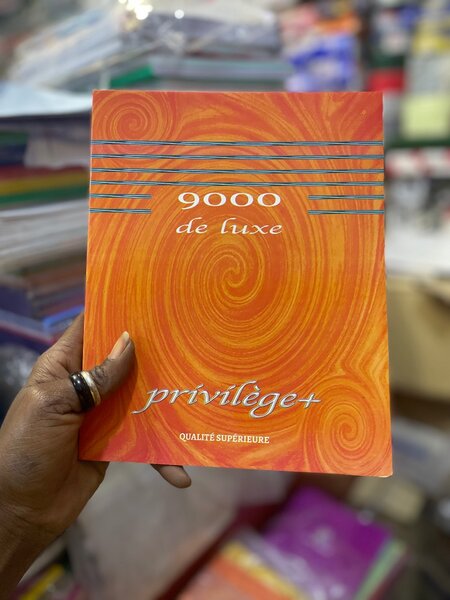 9000
de luxe
privilège+
QUALITÉ SUPÉRIEURE